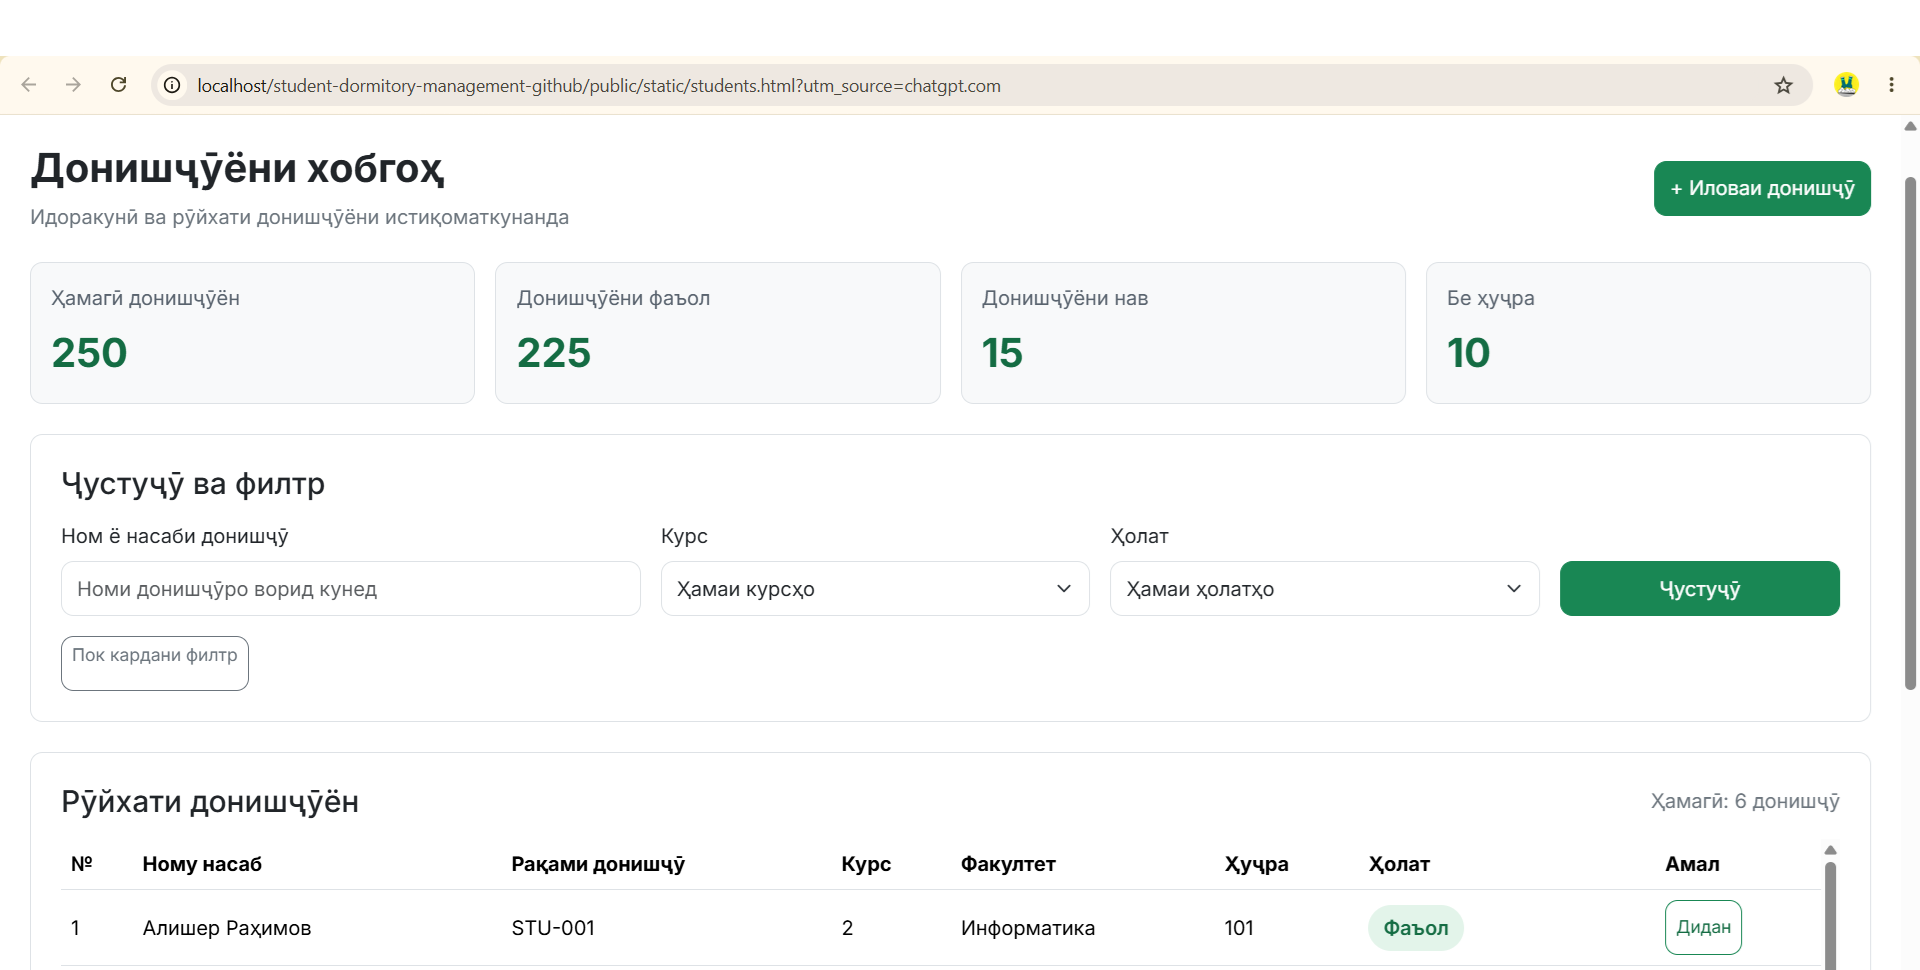 localhost/student-dormitory-management-github/public/static/students.html?utm_source=chatgpt.com
Донишҷӯёни хобгоҳ
Идоракунӣ ва рӯйхати донишҷӯёни истиқоматкунанда
+ Иловаи донишҷӯ
Ҳамагӣ донишҷӯён
250
Донишҷӯёни фаъол
225
Донишҷӯёни нав
15
Бе ҳуҷра
10
Ҷустуҷӯ ва филтр
Ном ё насаби донишҷӯ
Номи донишҷӯро ворид кунед
Курс
Ҳамаи курсҳо
Ҳолат
Ҳамаи ҳолатҳо
Ҷустуҷӯ
Пок кардани филтр
Рӯйхати донишҷӯён
Ҳамагӣ: 6 донишҷӯ
№ Ному насаб Рақами донишҷӯ Курс Факултет Ҳуҷра Ҳолат Амал
1 Алишер Раҳимов STU-001 2 Информатика 101 Фаъол Дидан